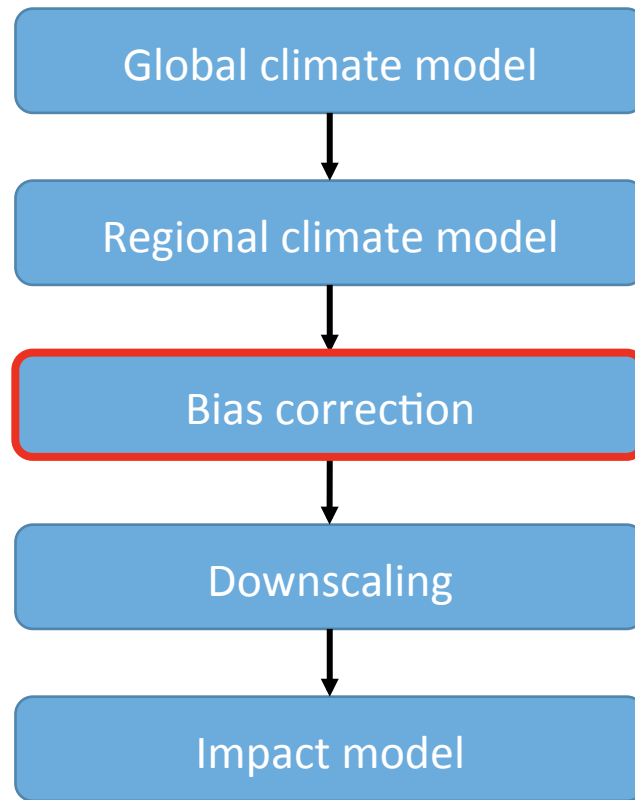 Global climate model
Regional climate model
Bias correction
Downscaling
Impact model